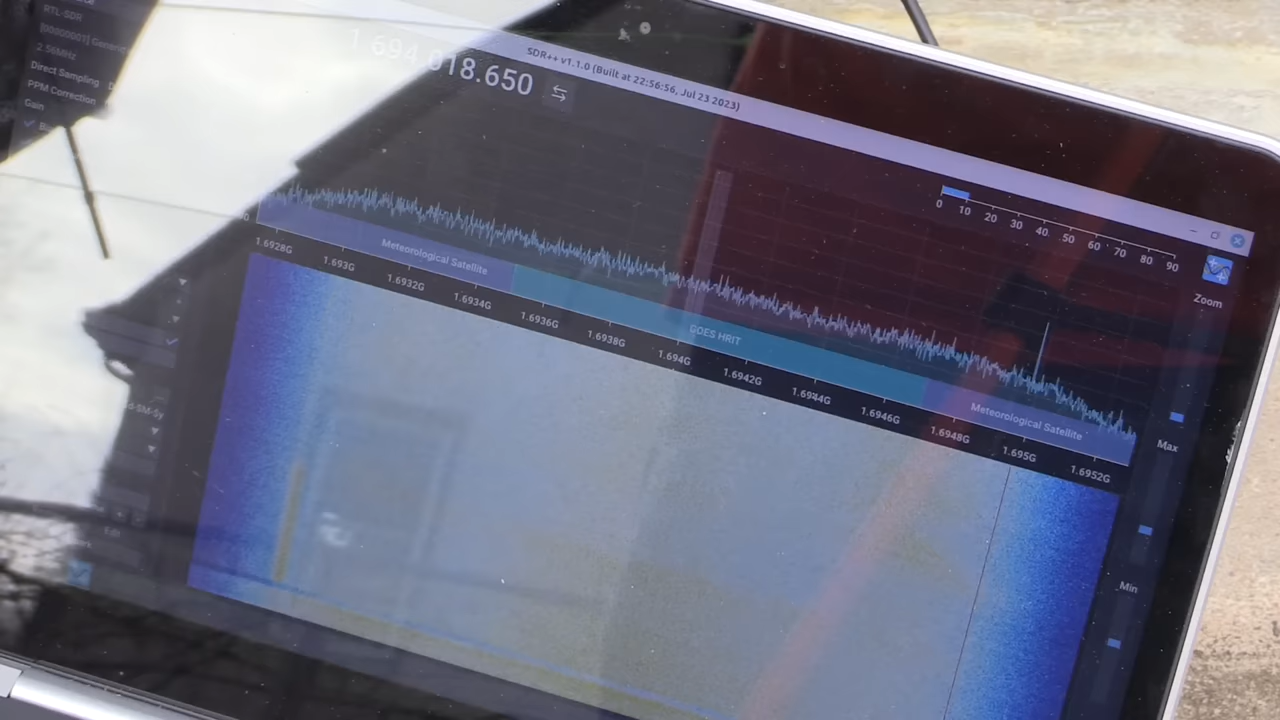 RTL-SDR
[00000001] Generic
2.56MHz
Direct Sampling
PPM Correction
Gain
SDR++ v1.1.0 (Built at 22:56:56, Jul 23 2023)
1 694.018.650
0 10 20 30 40 50 60 70 80 90
Zoom
Meteorological Satellite
GOES HRIT
Meteorological Satellite
1.6928G 1.693G 1.6932G 1.6934G 1.6936G 1.6938G 1.694G 1.6942G 1.6944G 1.6946G 1.6948G 1.695G 1.6952G
Max
Min
Edit